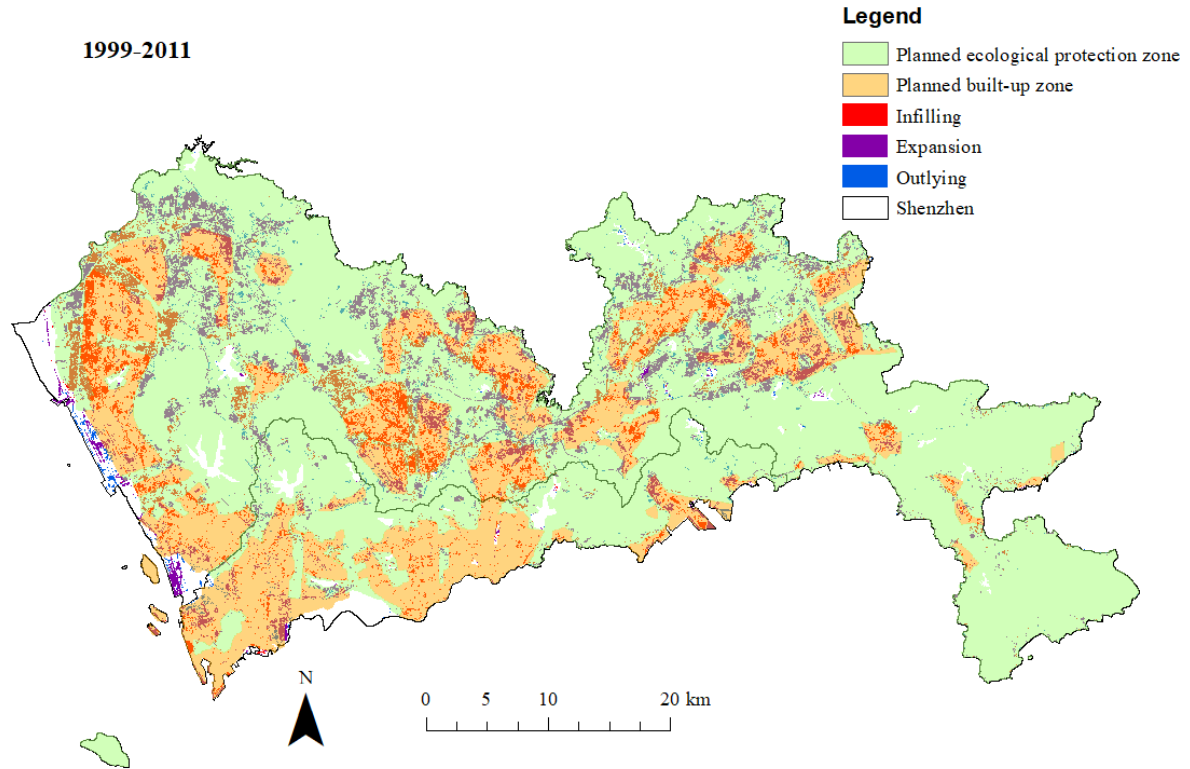 1999-2011
Legend
Planned ecological protection zone
Planned built-up zone
Infilling
Expansion
Outlying
Shenzhen
N
0 5 10 20 km